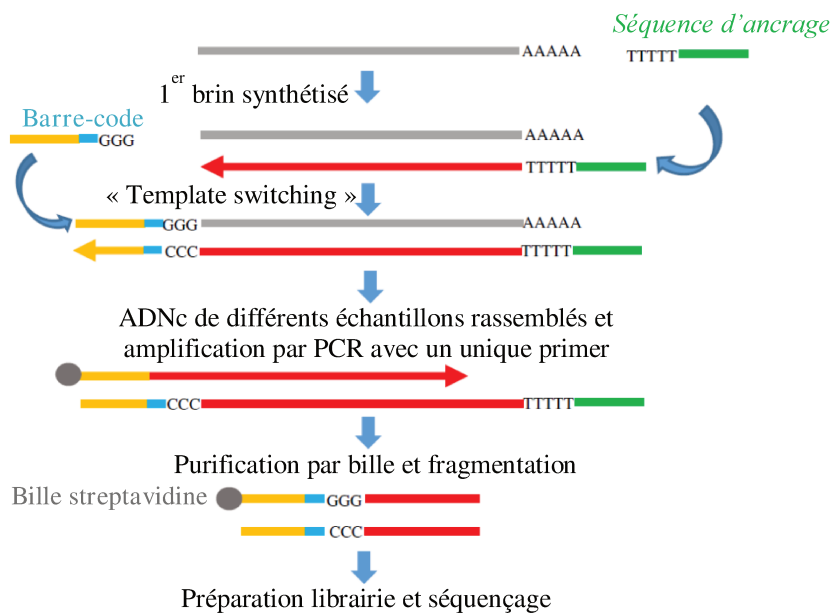 Séquence d'ancrage
AAAAA
TTTTT
1er brin synthétisé
Barre-code
GGG
AAAAA
TTTTT
« Template switching »
GGG
AAAAA
CCC
TTTTT
ADNc de différents échantillons rassemblés et
amplification par PCR avec un unique primer
CCC
TTTTT
Purification par bille et fragmentation
Bille streptavidine
GGG
CCC
Préparation librairie et séquençage